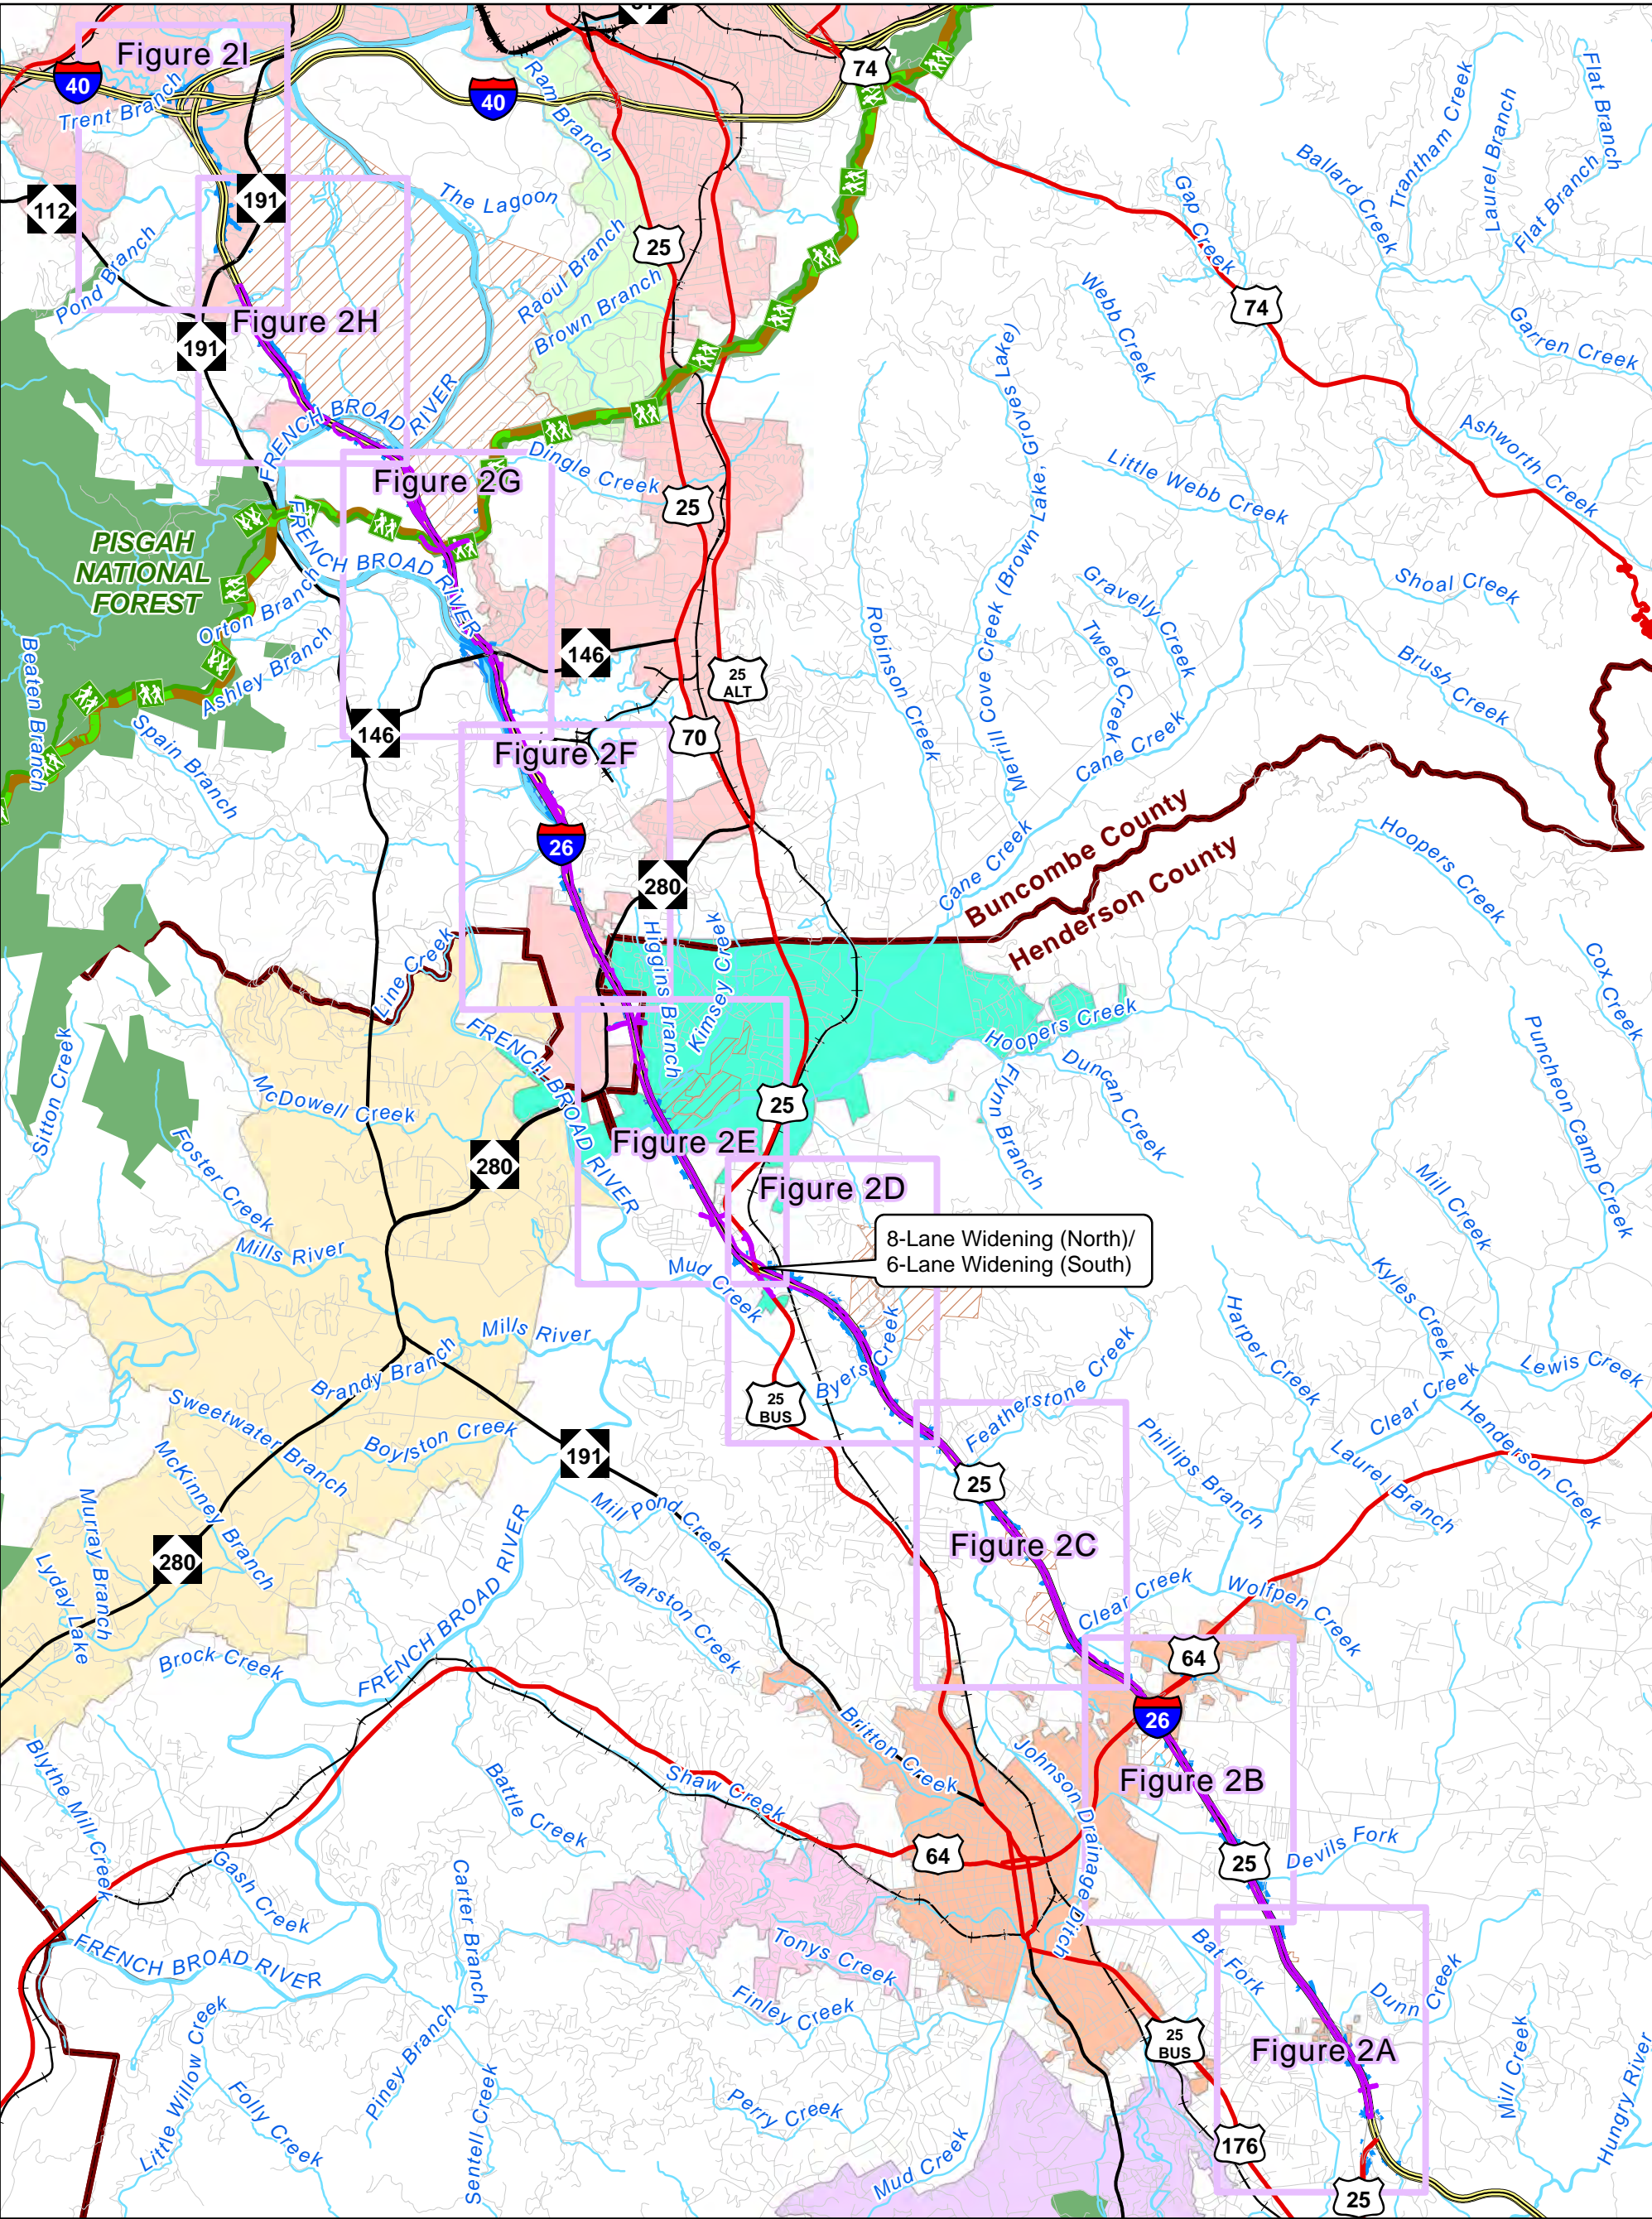 Figure 2I
40
Trent Branch
40
Ram Branch
74
112
191
The Lagoon
Pond Branch
Raoul Branch
25
Brown Branch
Figure 2H
191
FRENCH BROAD RIVER
Figure 2G
Dingle Creek
25
PISGAH
NATIONAL
FOREST
FRENCH BROAD RIVER
Orton Branch
Ashley Branch
Beaten Branch
Spain Branch
146
146
25
ALT
70
Figure 2F
26
280
Flat Branch
Trantham Creek
Laurel Branch
Flat Branch
Ballard Creek
Gap Creek
74
Webb Creek
Garren Creek
Merrill Cove Creek (Brown Lake, Groves Lake)
Ashworth Creek
Little Webb Creek
Gravelly Creek
Shoal Creek
Robinson Creek
Tweed Creek
Brush Creek
Cane Creek
Cane Creek
Buncombe County
Henderson County
Hoopers Creek
Cox Creek
Line Creek
Higgins Branch
Kimsey Creek
FRENCH BROAD RIVER
Hoopers Creek
Duncan Creek
Flynn Branch
Puncheon Camp Creek
Sitton Creek
McDowell Creek
Foster Creek
280
25
Figure 2E
Figure 2D
8-Lane Widening (North)/
6-Lane Widening (South)
Mill Creek
Mills River
Mud Creek
Kyles Creek
Mills River
Brandy Branch
Byers Creek
Harper Creek
Lewis Creek
25
BUS
Featherstone Creek
Clear Creek
Sweetwater Branch
Boylston Creek
McKinney Branch
191
Mill Pond Creek
25
Phillips Branch
Laurel Branch
Henderson Creek
Murray Branch
Lyday Lake
280
FRENCH BROAD RIVER
Figure 2C
Marston Creek
Clear Creek
Wolfpen Creek
Brock Creek
64
26
Britton Creek
Johnson Drainage Ditch
Blythe Mill Creek
Battle Creek
Shaw Creek
Figure 2B
64
25
Devils Fork
Gash Creek
Carter Branch
FRENCH BROAD RIVER
Tonys Creek
Bat Fork
Finley Creek
Dunn Creek
Little Willow Creek
Piney Branch
25
BUS
Figure 2A
Folly Creek
Sentell Creek
Perry Creek
Mud Creek
Mill Creek
Hungry River
176
25